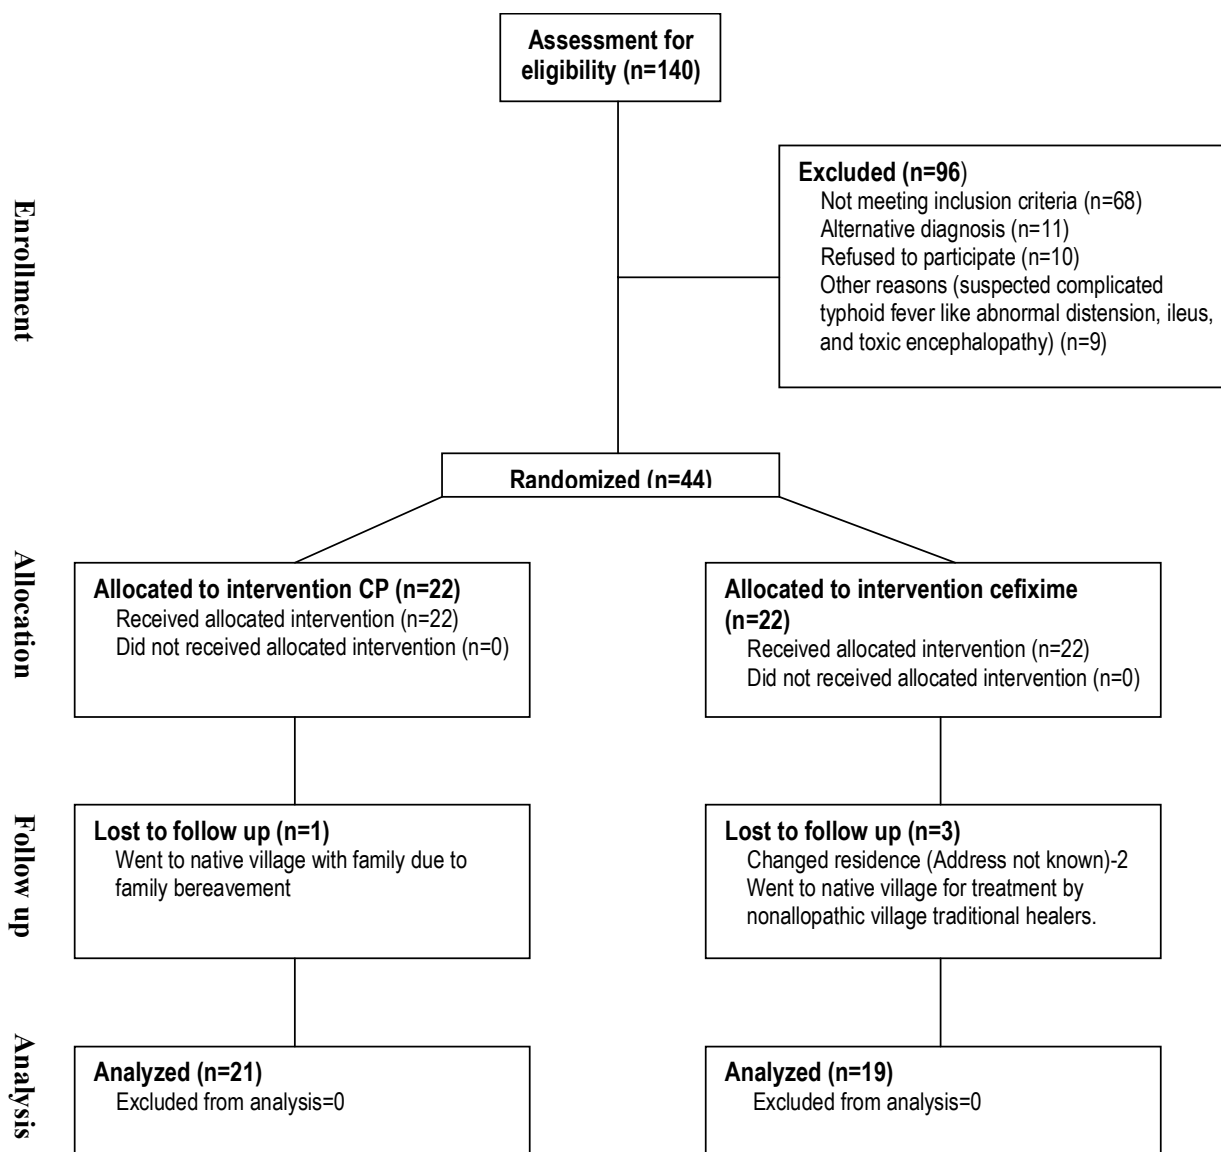 Assessment for
eligibility (n=140)
Enrollment
Excluded (n=96)
Not meeting inclusion criteria (n=68)
Alternative diagnosis (n=11)
Refused to participate (n=10)
Other reasons (suspected complicated
typhoid fever like abnormal distension, ileus,
and toxic encephalopathy) (n=9)
Randomized (n=44)
Allocation
Allocated to intervention CP (n=22)
Received allocated intervention (n=22)
Did not received allocated intervention (n=0)
Allocated to intervention cefixime
(n=22)
Received allocated intervention (n=22)
Did not received allocated intervention (n=0)
Follow up
Lost to follow up (n=1)
Went to native village with family due to
family bereavement
Lost to follow up (n=3)
Changed residence (Address not known)-2
Went to native village for treatment by
nonallopathic village traditional healers.
Analysis
Analyzed (n=21)
Excluded from analysis=0
Analyzed (n=19)
Excluded from analysis=0